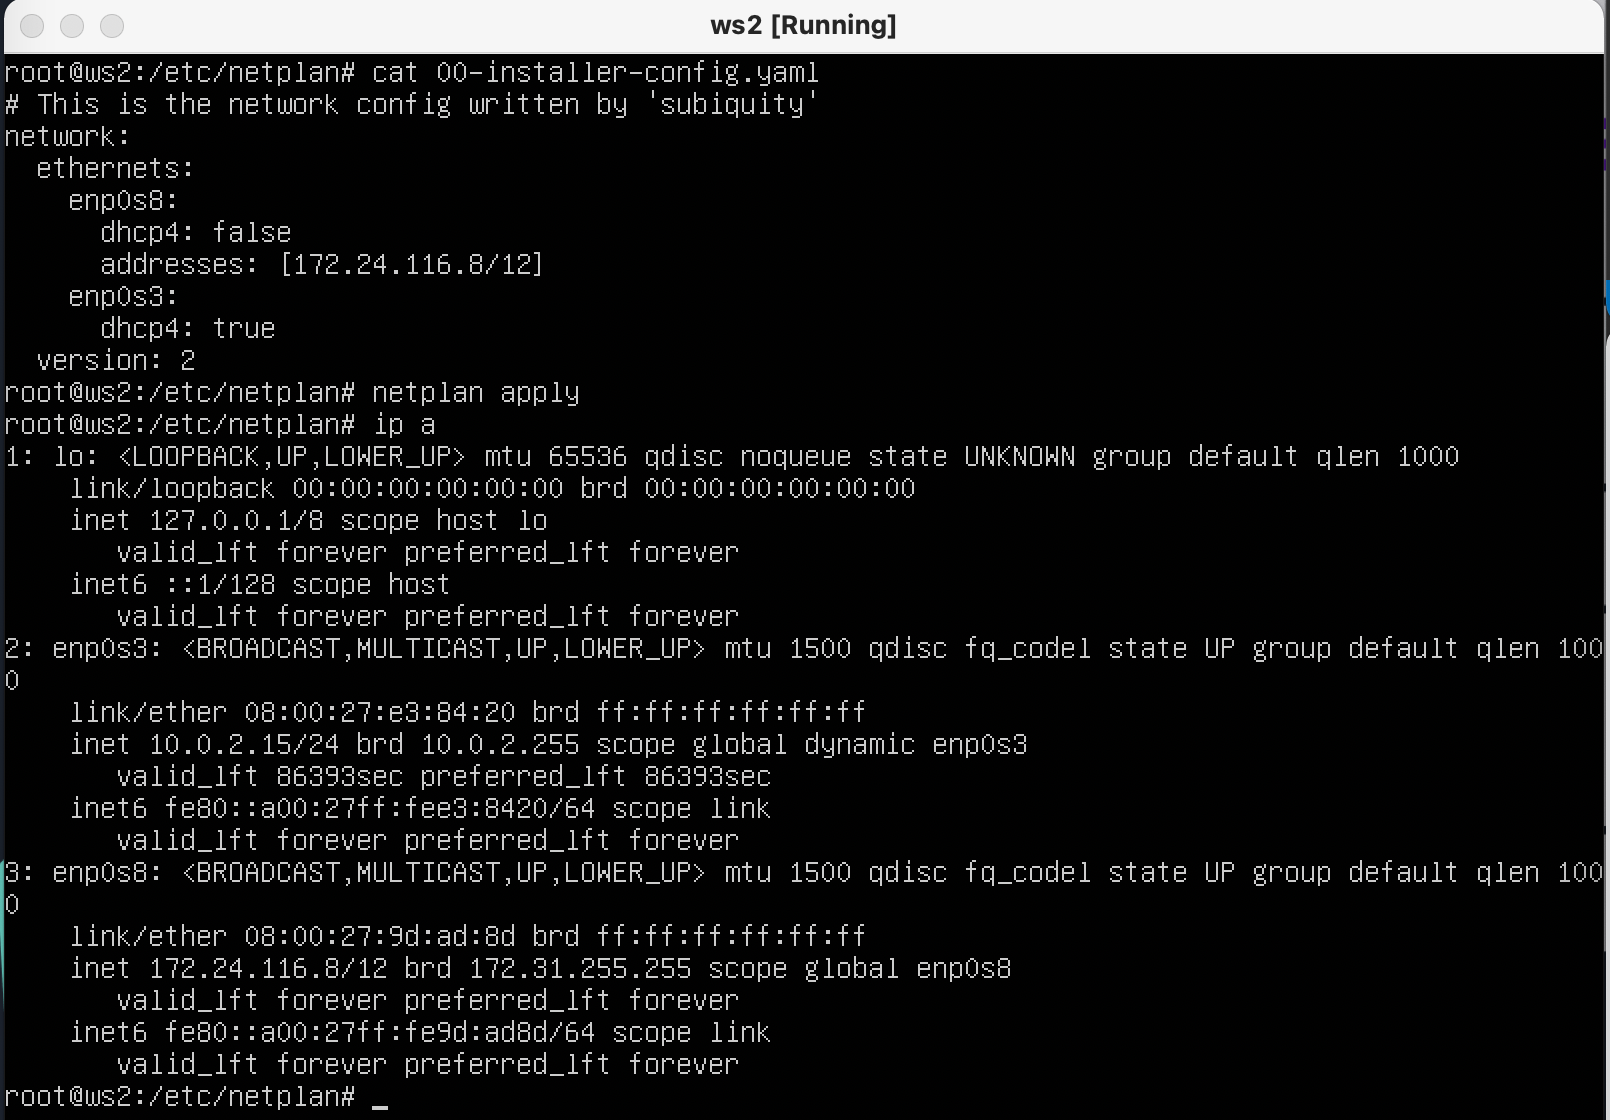 ws2 [Running]
root@ws2:/etc/netplan# cat 00-installer-config.yaml
# This is the network config written by 'subiquity'
network:
  ethernets:
    enp0s8:
      dhcp4: false
      addresses: [172.24.116.8/12]
    enp0s3:
      dhcp4: true
  version: 2
root@ws2:/etc/netplan# netplan apply
root@ws2:/etc/netplan# ip a
1: lo: <LOOPBACK,UP,LOWER_UP> mtu 65536 qdisc noqueue state UNKNOWN group default qlen 1000
    link/loopback 00:00:00:00:00:00 brd 00:00:00:00:00:00
    inet 127.0.0.1/8 scope host lo
       valid_lft forever preferred_lft forever
    inet6 ::1/128 scope host
       valid_lft forever preferred_lft forever
2: enp0s3: <BROADCAST,MULTICAST,UP,LOWER_UP> mtu 1500 qdisc fq_codel state UP group default qlen 100
0
    link/ether 08:00:27:e3:84:20 brd ff:ff:ff:ff:ff:ff
    inet 10.0.2.15/24 brd 10.0.2.255 scope global dynamic enp0s3
       valid_lft 86393sec preferred_lft 86393sec
    inet6 fe80::a00:27ff:fee3:8420/64 scope link
       valid_lft forever preferred_lft forever
3: enp0s8: <BROADCAST,MULTICAST,UP,LOWER_UP> mtu 1500 qdisc fq_codel state UP group default qlen 100
0
    link/ether 08:00:27:9d:ad:8d brd ff:ff:ff:ff:ff:ff
    inet 172.24.116.8/12 brd 172.31.255.255 scope global enp0s8
       valid_lft forever preferred_lft forever
    inet6 fe80::a00:27ff:fe9d:ad8d/64 scope link
       valid_lft forever preferred_lft forever
root@ws2:/etc/netplan# _